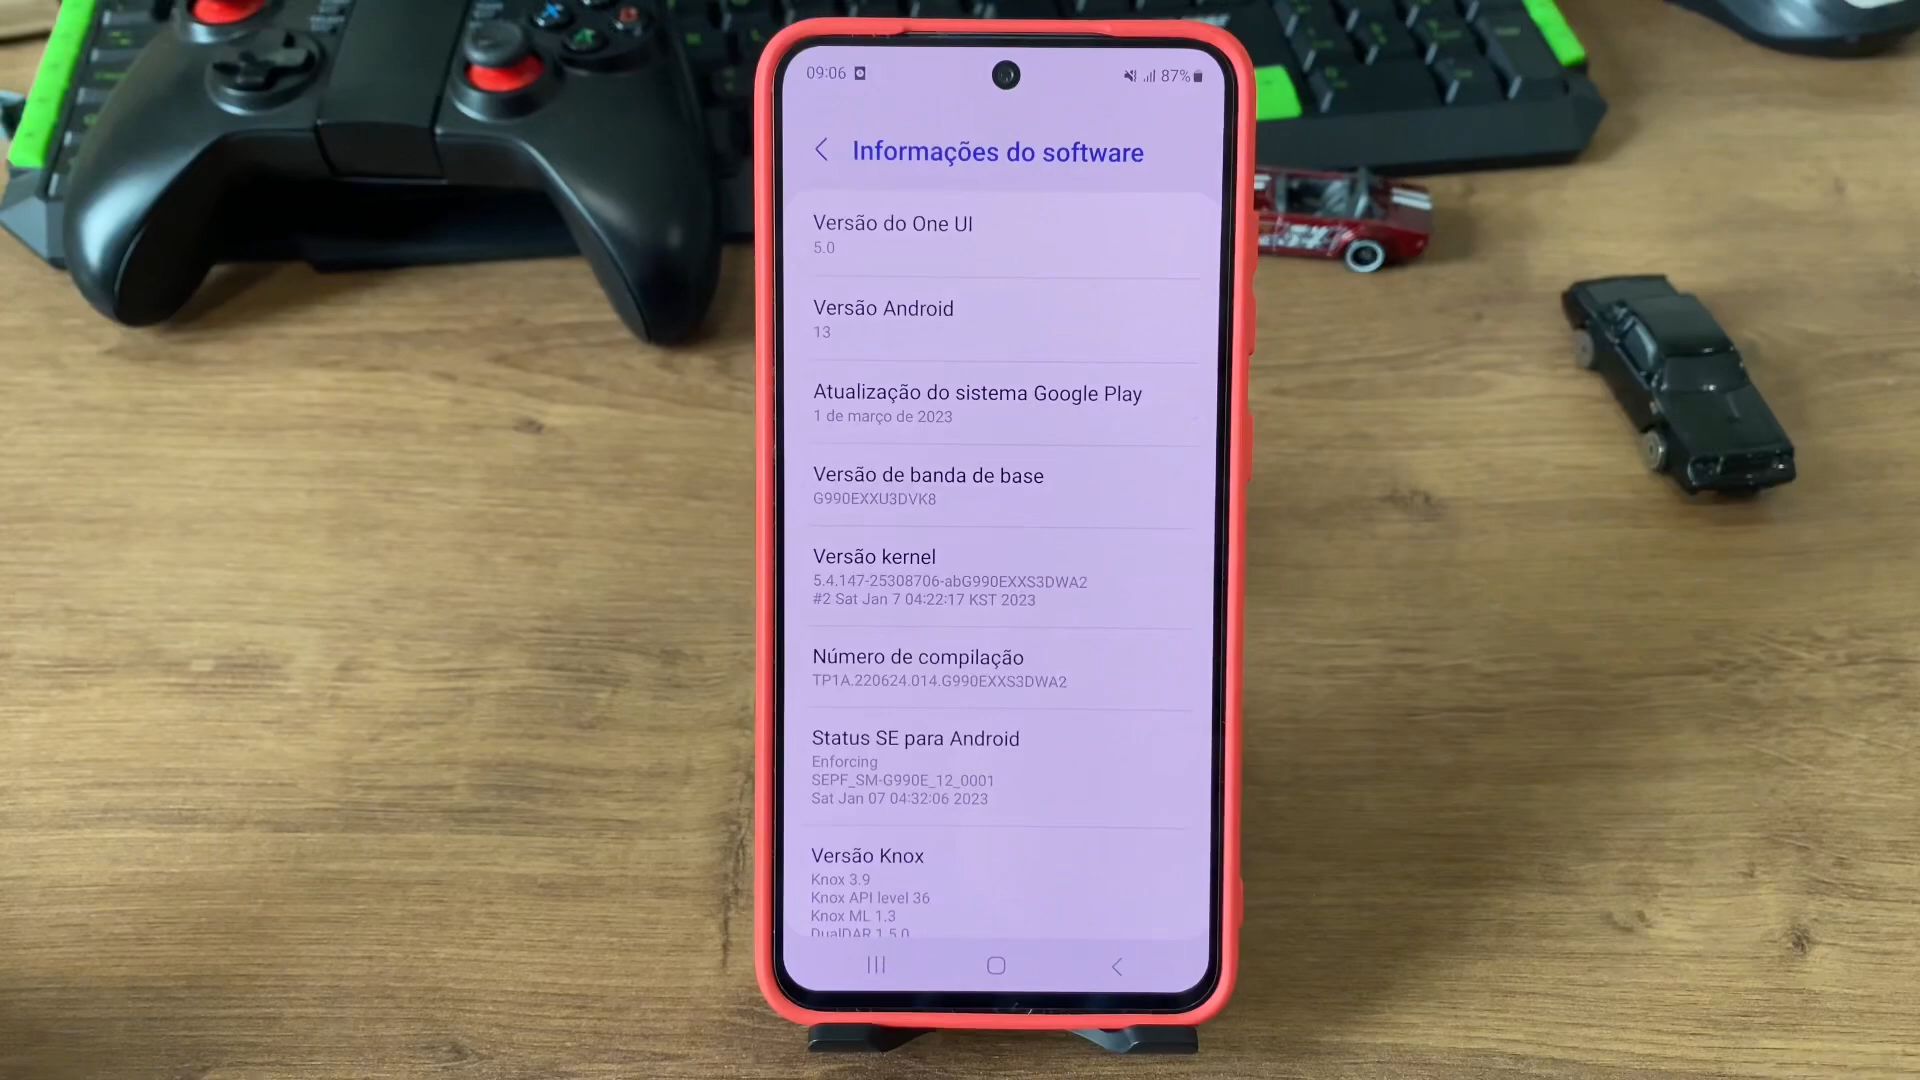 09:06
87%
Informações do software
Versão do One UI
5.0
Versão Android
13
Atualização do sistema Google Play
1 de março de 2023
Versão de banda de base
G990EXXU3DVK8
Versão kernel
5.4.147-25308706-abG990EXXS3DWA2
#2 Sat Jan 7 04:22:17 KST 2023
Número de compilação
TP1A.220624.014.G990EXXS3DWA2
Status SE para Android
Enforcing
SEPF_SM-G990E_12_0001
Sat Jan 07 04:32:06 2023
Versão Knox
Knox 3.9
Knox API level 36
Knox ML 1.3
DualDAR 1.5.0